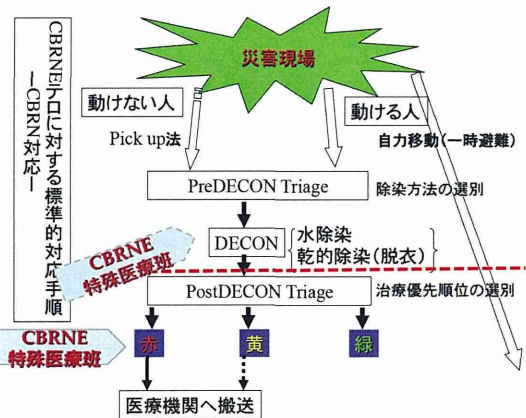 CBRNEテロに対する標準的対応手順
―CBRN対応―
災害現場
動けない人
動ける人
Pick up法
自力移動(一時避難)
PreDECON Triage
除染方法の選別
DECON
水除染
乾的除染(脱衣)
CBRNE
特殊医療班
PostDECON Triage
治療優先順位の選別
CBRNE
特殊医療班
赤
黄
緑
医療機関へ搬送